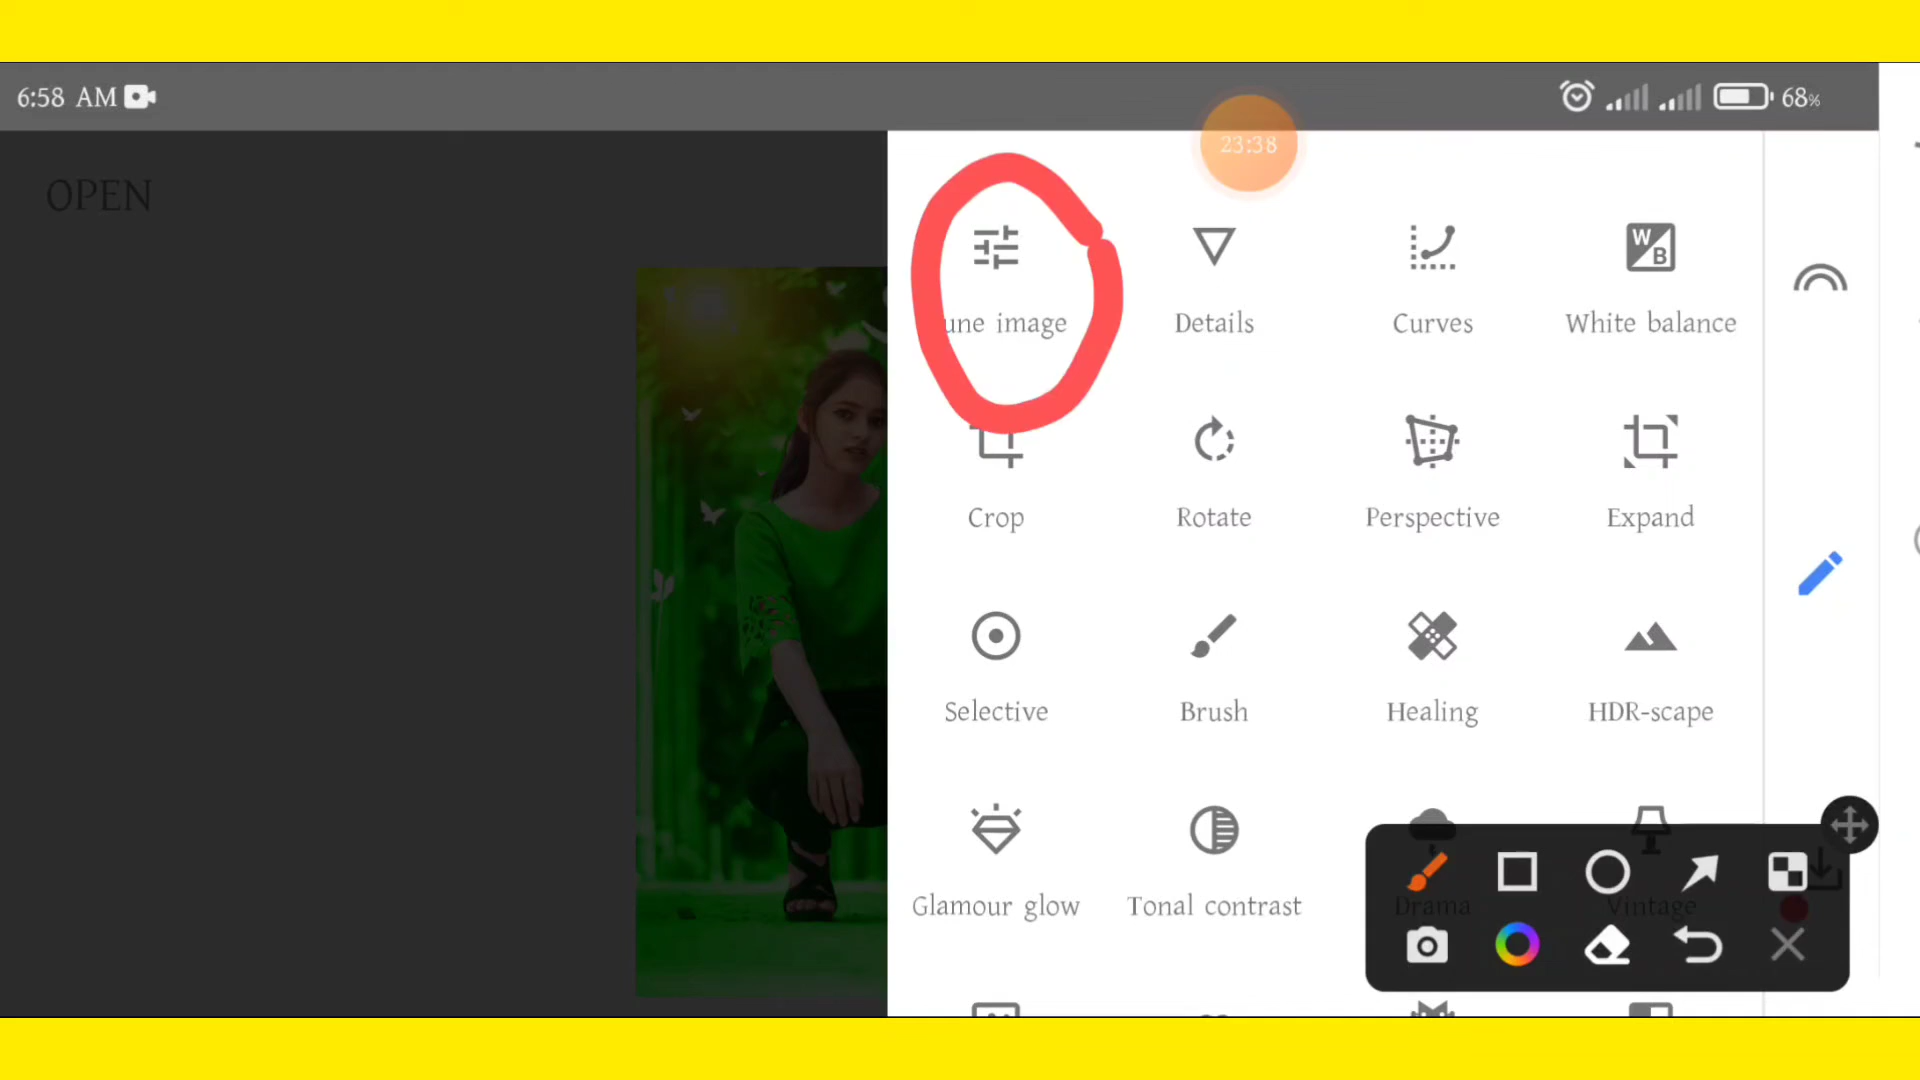 6:58 AM
68%
23:38
OPEN
une image Details Curves White balance
W
B
Crop Rotate Perspective Expand
Selective Brush Healing HDR-scape
Glamour glow Tonal contrast Drama Vintage